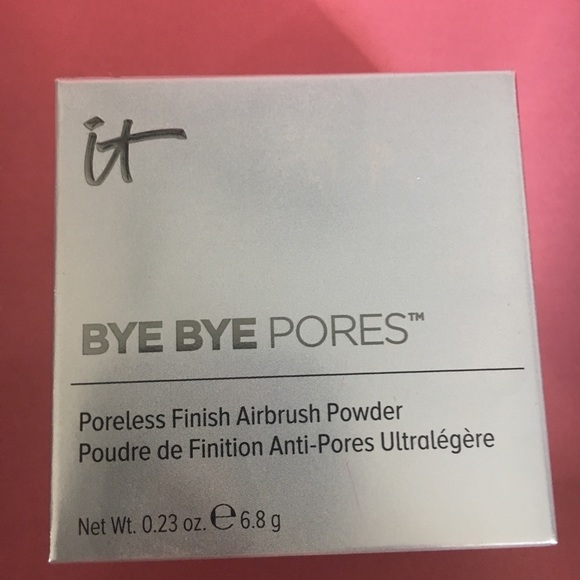 it
BYE BYE PORES™
Poreless Finish Airbrush Powder
Poudre de Finition Anti-Pores Ultralégère
Net Wt. 0.23 oz. ℮ 6.8 g